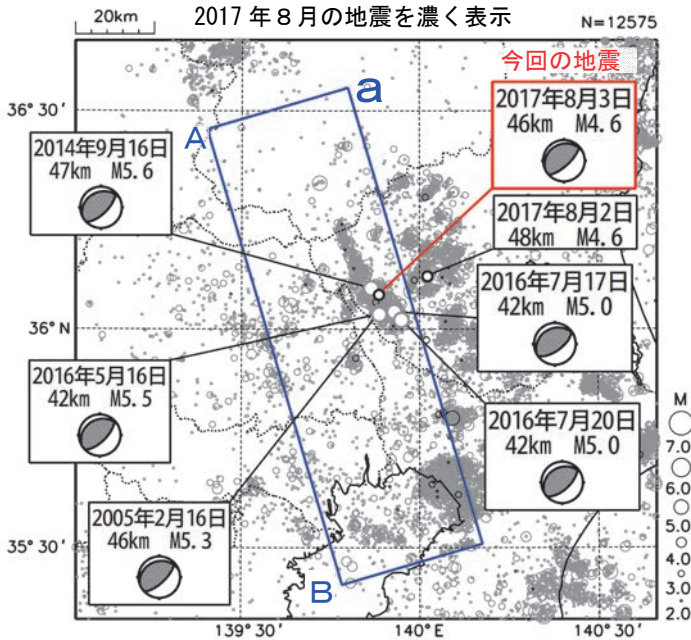 2017年８月の地震を濃く表示
20km
N=12575
今回の地震
36°30′
a
A
2017年8月3日
46km M4.6
2014年9月16日
47km M5.6
2017年8月2日
48km M4.6
2016年7月17日
42km M5.0
36°N
2016年5月16日
42km M5.5
2016年7月20日
42km M5.0
M
7.0
6.0
5.0
4.0
3.0
2.0
2005年2月16日
46km M5.3
35°30′
B
139°30′
140°E
140°30′